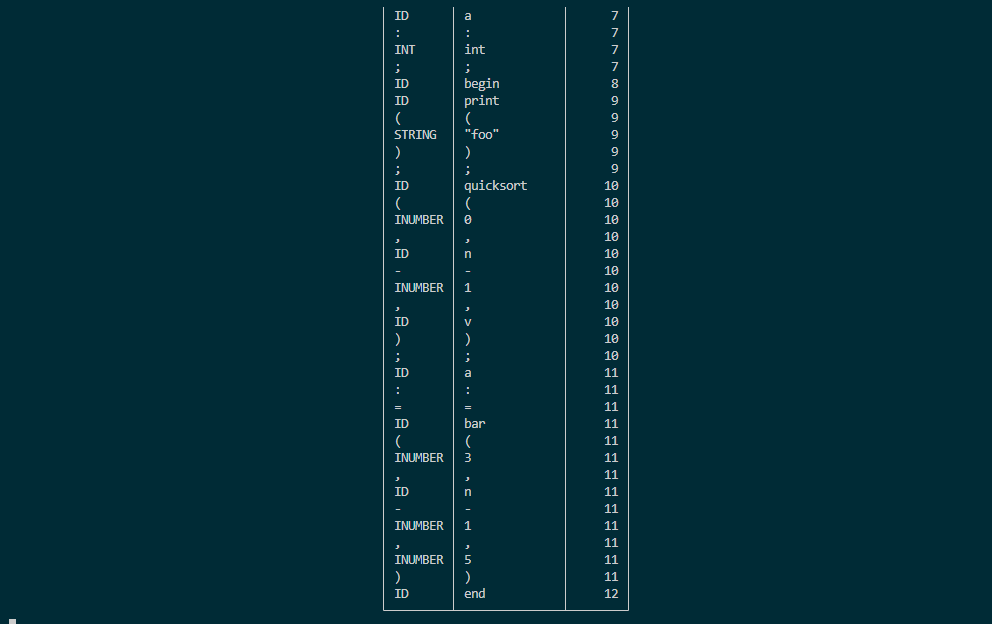 ID a 7
: : 7
INT int 7
; ; 7
ID begin 8
ID print 9
( ( 9
STRING "foo" 9
) ) 9
; ; 9
ID quicksort 10
( ( 10
INUMBER 0 10
, , 10
ID n 10
- - 10
INUMBER 1 10
, , 10
ID v 10
) ) 10
; ; 10
ID a 11
: : 11
= = 11
ID bar 11
( ( 11
INUMBER 3 11
, , 11
ID n 11
- - 11
INUMBER 1 11
, , 11
INUMBER 5 11
) ) 11
ID end 12